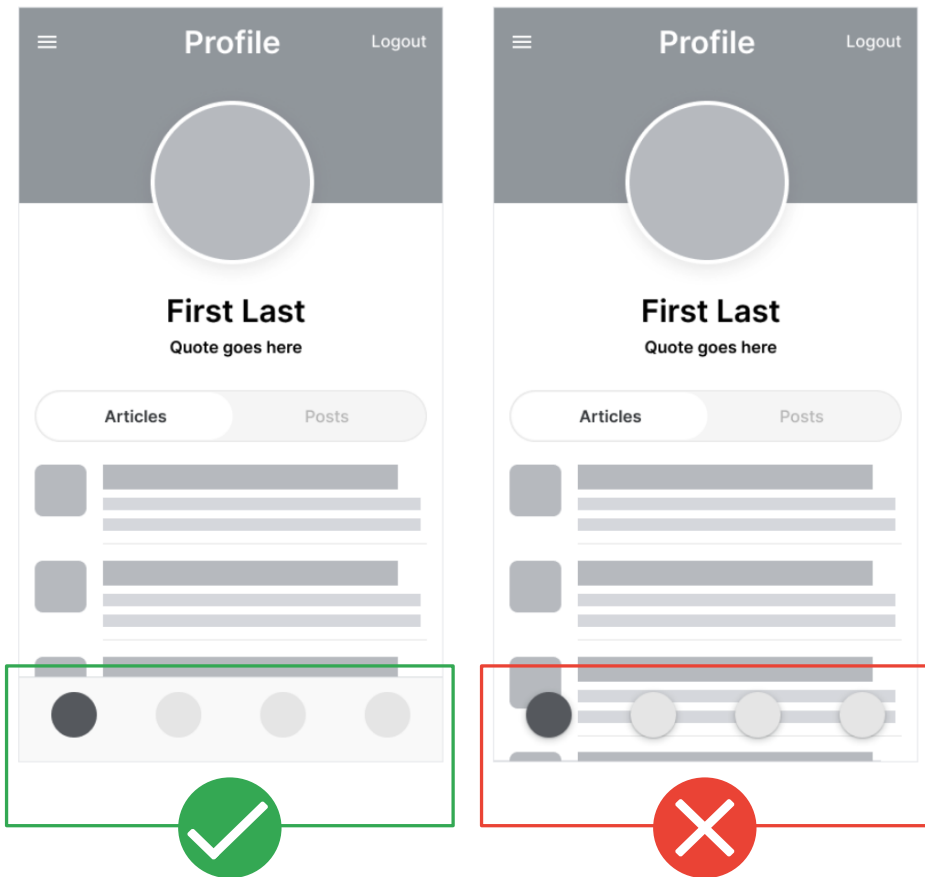 Profile
Logout
First Last
Quote goes here
Articles
Posts
Profile
Logout
First Last
Quote goes here
Articles
Posts